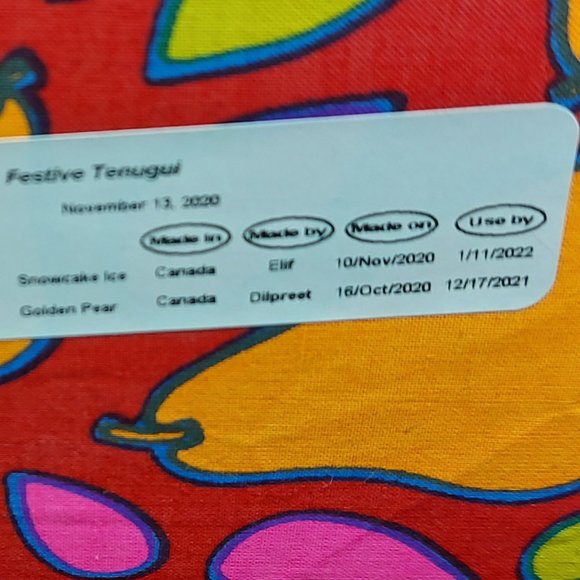 Festive Tenugui
November 13, 2020
Made in Made by Made on Use by
Snowcake Ice Canada Elif 10/Nov/2020 1/11/2022
Golden Pear Canada Dilpreet 16/Oct/2020 12/17/2021